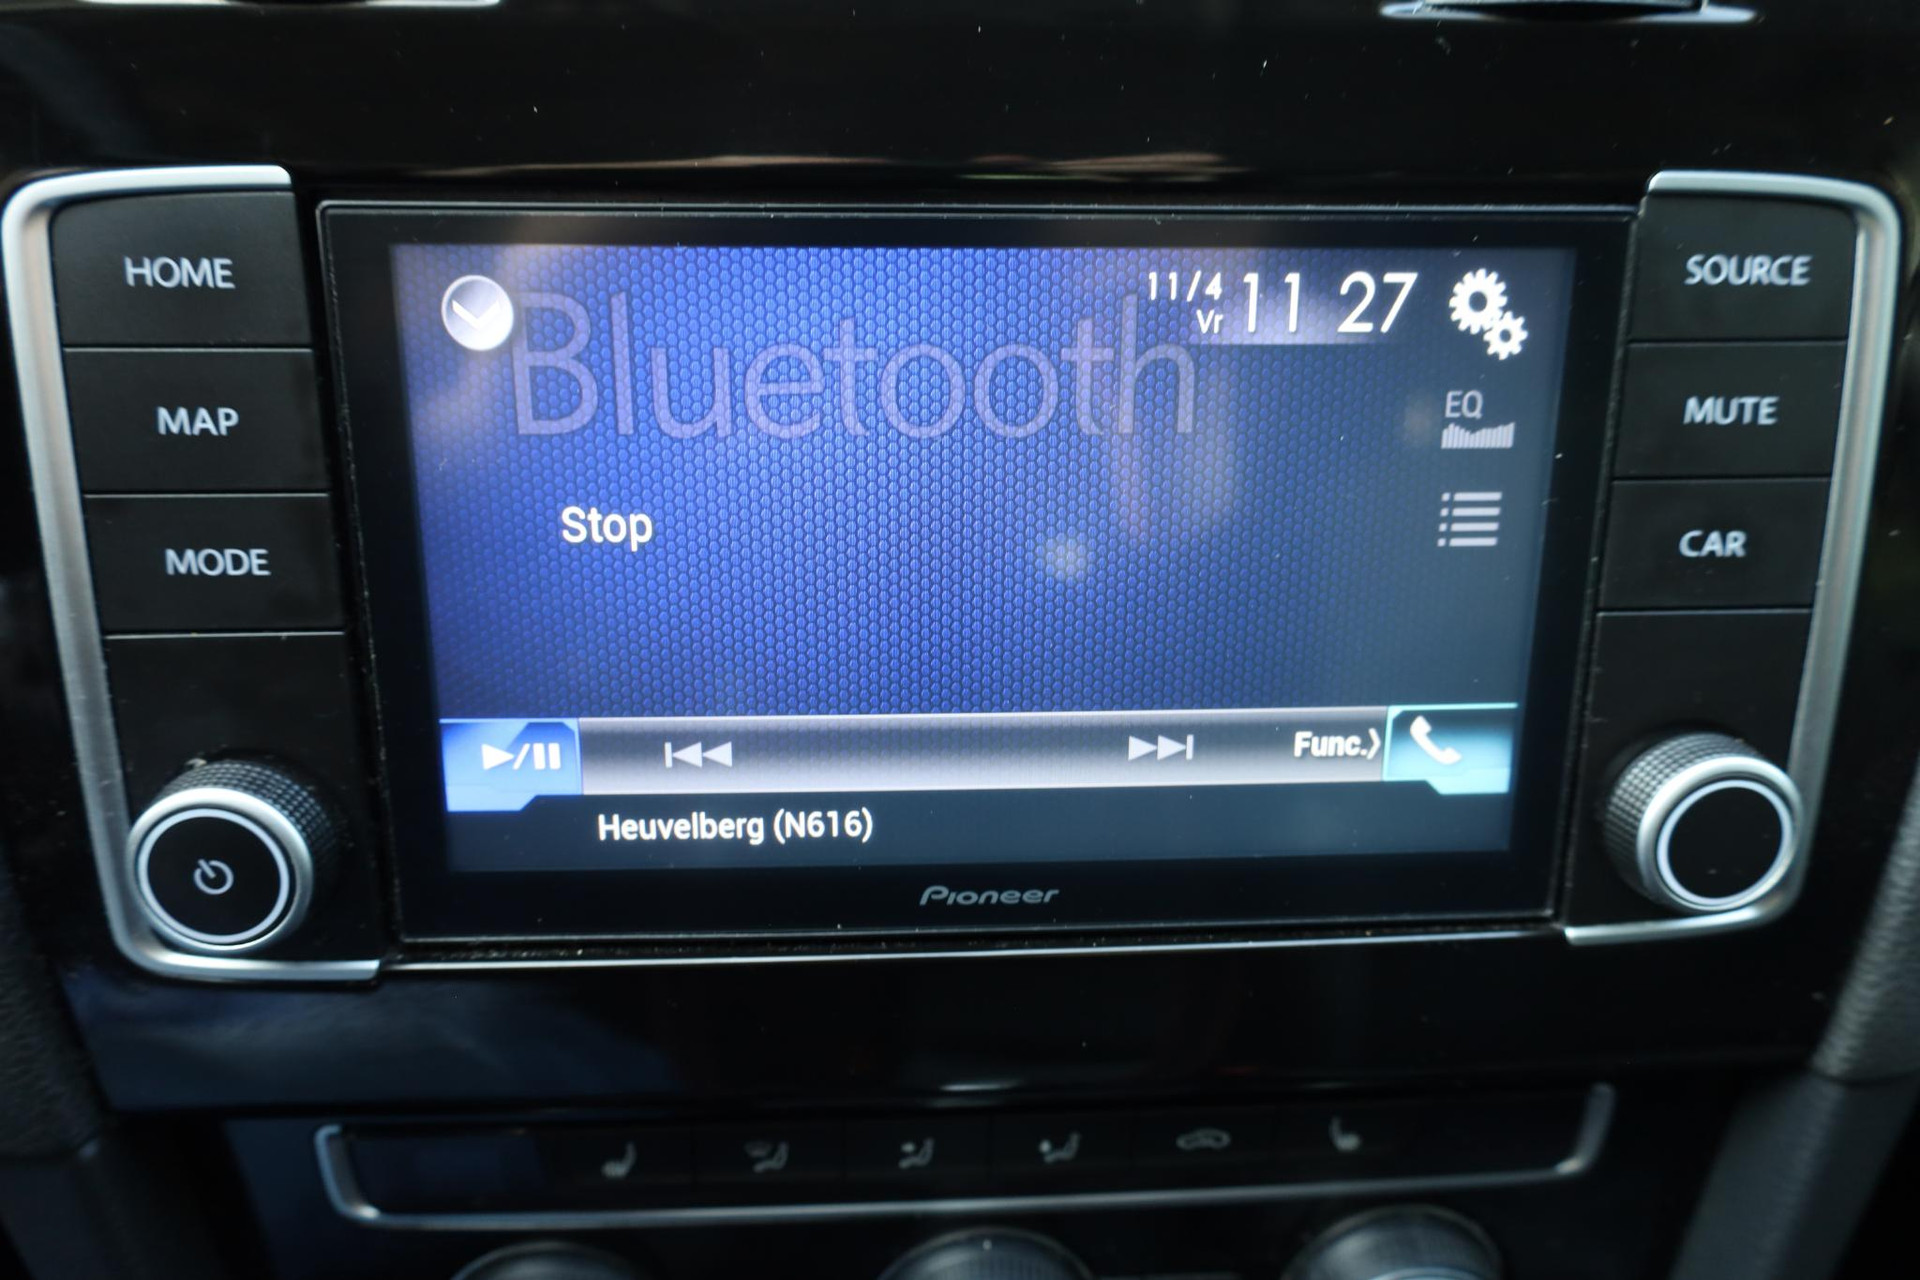 HOME
MAP
MODE
11/4
Vr
11 27
Bluetooth
EQ
Stop
Func.
Heuvelberg (N616)
Pioneer
SOURCE
MUTE
CAR